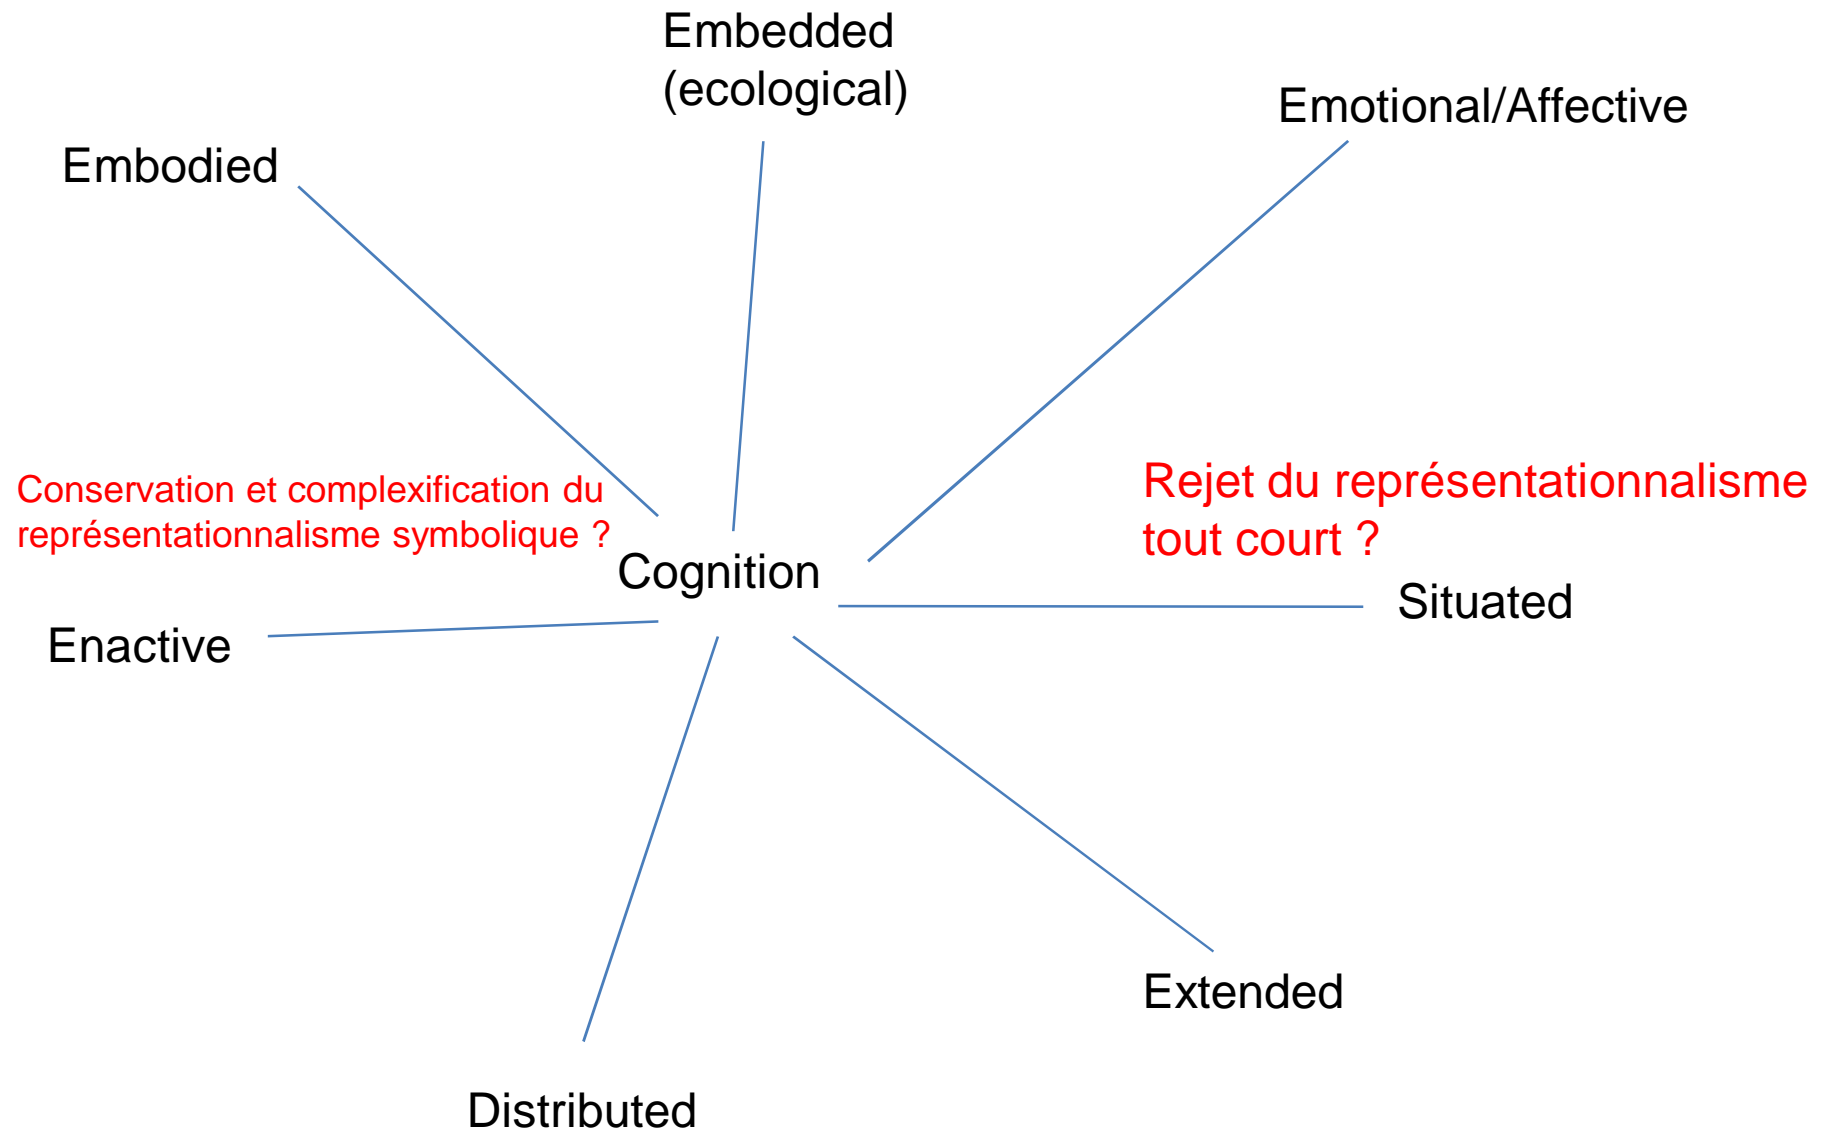 Embedded
(ecological)
Emotional/Affective
Embodied
Conservation et complexification du
représentationnalisme symbolique ?
Rejet du représentationnalisme
tout court ?
Cognition
Situated
Enactive
Extended
Distributed